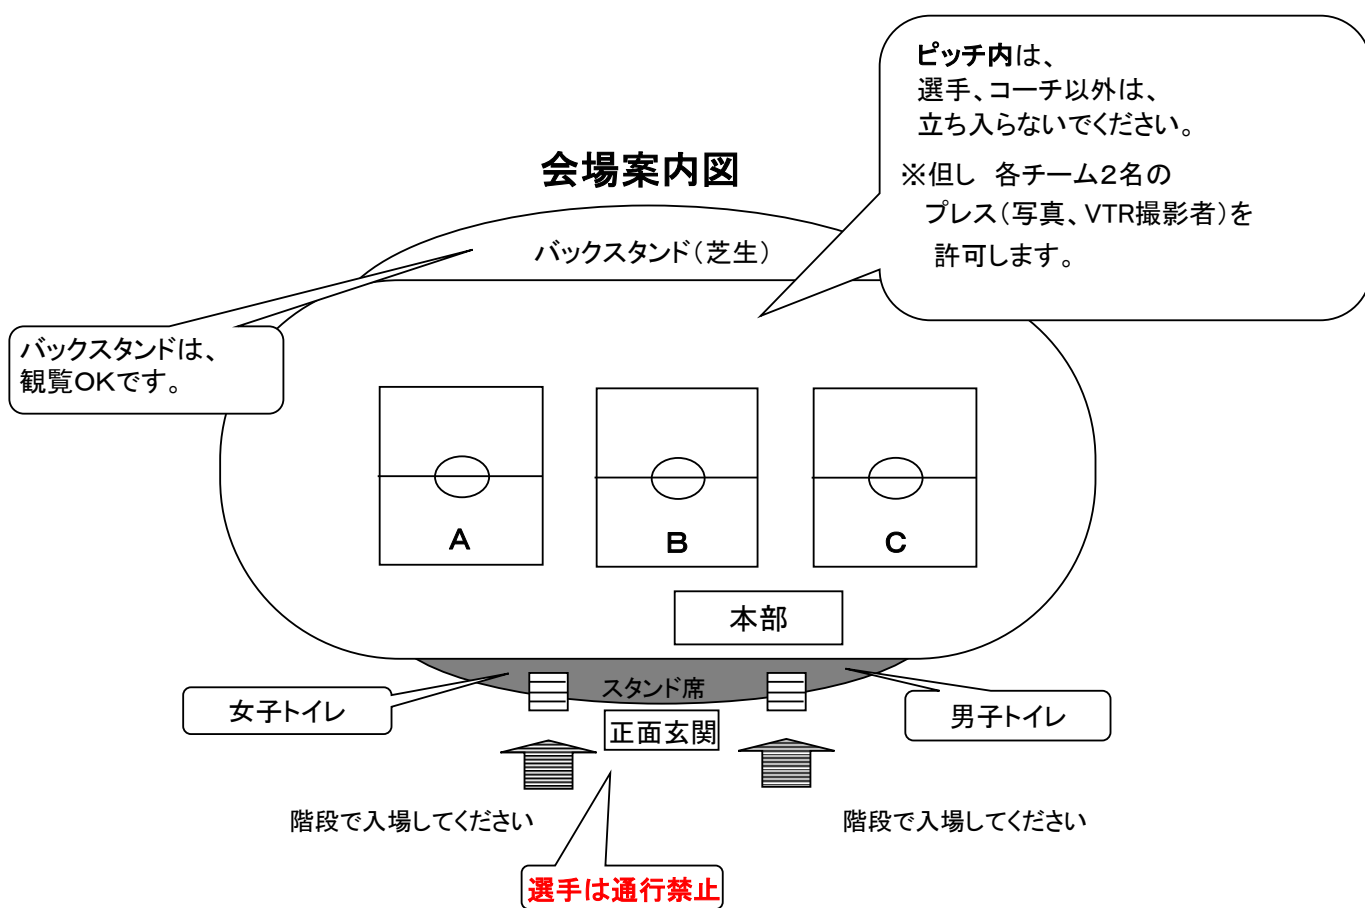 ピッチ内は、
選手、コーチ以外は、
立ち入らないでください。
※但し 各チーム2名の
プレス(写真、VTR撮影者)を
許可します。
会場案内図
バックスタンド(芝生)
バックスタンドは、
観覧OKです。
A
B
C
本部
スタンド席
女子トイレ
男子トイレ
正面玄関
階段で入場してください
階段で入場してください
選手は通行禁止